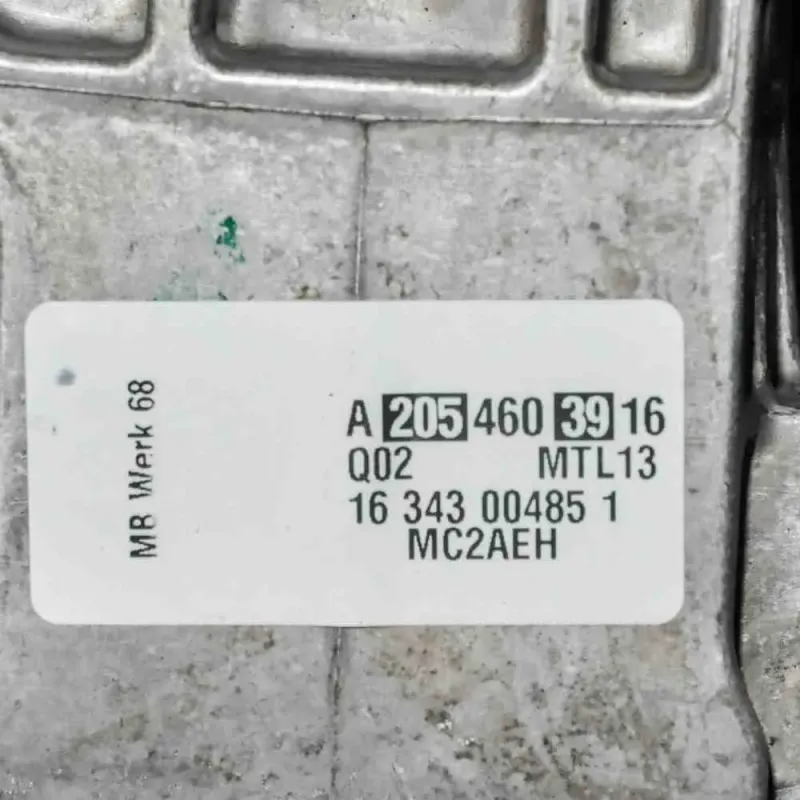 MB Werk 68
A 205 460 39 16
Q02 MTL13
16 343 00485 1
MC2AEH